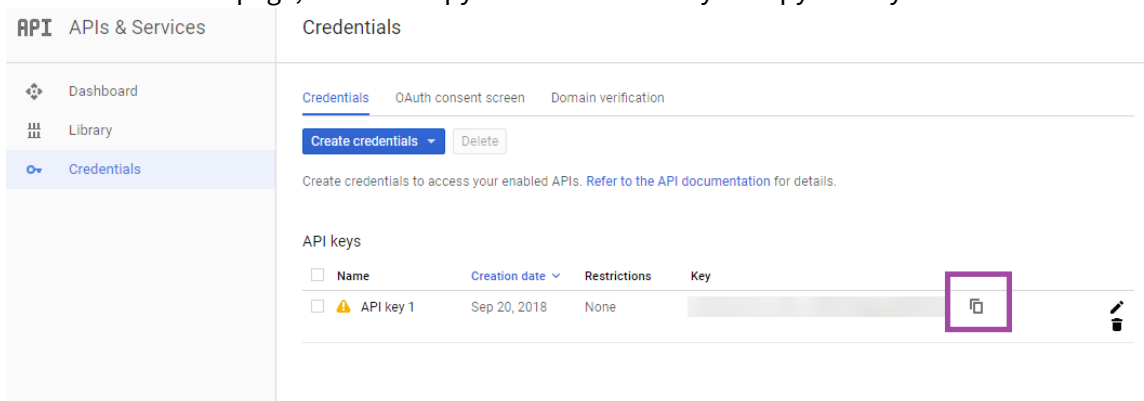 API APIs & Services
Credentials
Dashboard
Library
Credentials
Credentials OAuth consent screen Domain verification
Create credentials Delete
Create credentials to access your enabled APIs. Refer to the API documentation for details.
API keys
Name Creation date Restrictions Key
API key 1 Sep 20, 2018 None